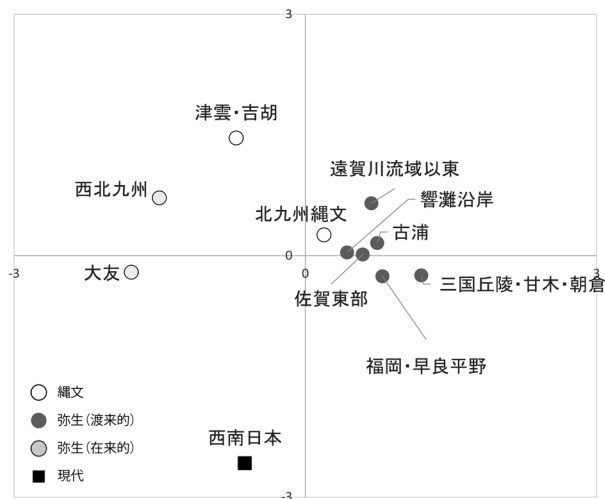 3
津雲・吉胡
遠賀川流域以東
西北九州
響灘沿岸
北九州縄文
古浦
-3
0
0
3
大友
三国丘陵・甘木・朝倉
佐賀東部
福岡・早良平野
縄文
弥生(渡来的)
西南日本
弥生(在来的)
現代
-3